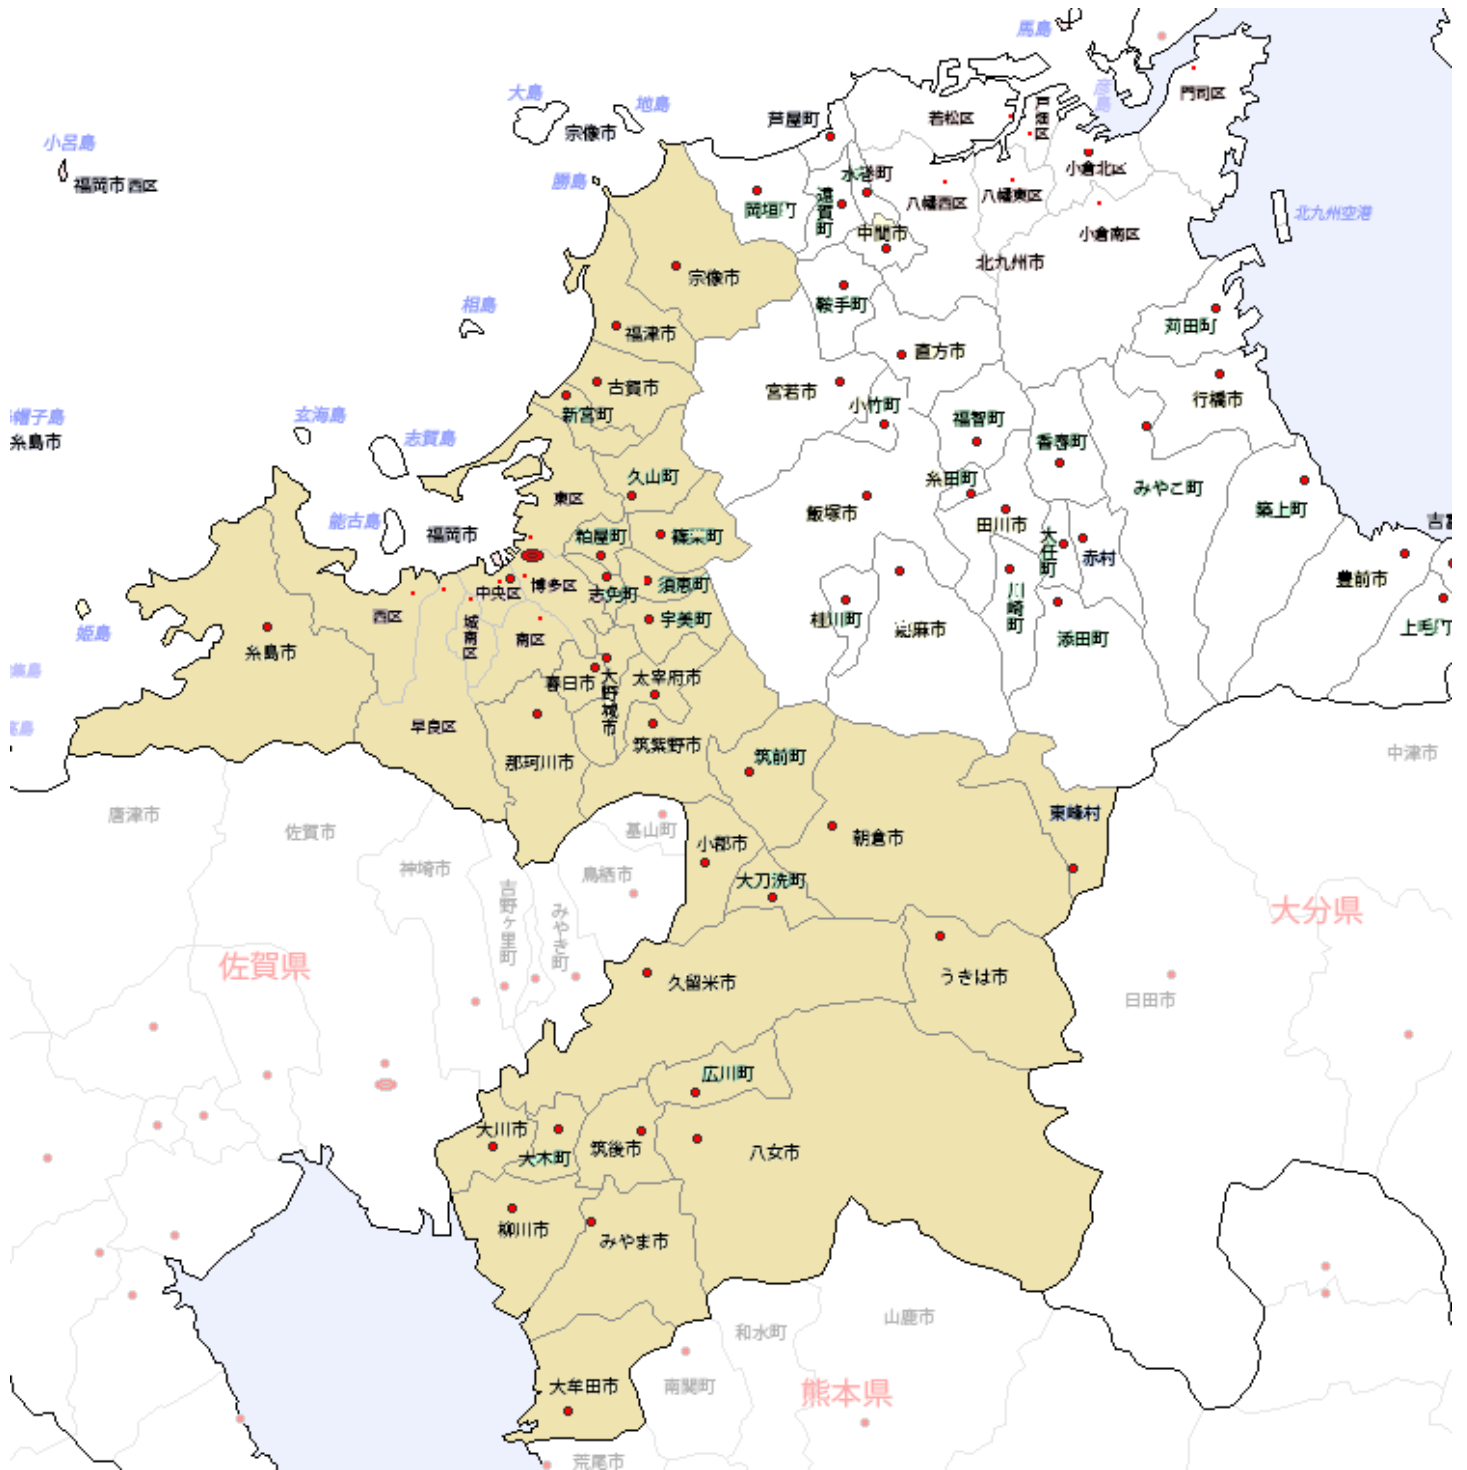 馬島
大島
地島
宗像市
芦屋町
若松区
戸畑区
彦島
門司区
小呂島
福岡市西区
勝島
水巻町
小倉北区
岡垣町
遠賀町
八幡西区
八幡東区
北九州空港
中間市
小倉南区
北九州市
宗像市
相島
鞍手町
福津市
苅田町
直方市
古賀市
宮若市
行橋市
小竹町
帽子島
糸島市
玄海島
志賀島
新宮町
福智町
香春町
久山町
糸田町
みやこ町
東区
飯塚市
田川市
築上町
能古島
福岡市
粕屋町
篠栗町
大任町
赤村
豊前市
中央区
博多区
志免町
須恵町
姫島
西区
城南区
南区
宇美町
桂川町
嘉麻市
川崎町
添田町
上毛町
糸島市
春日市
大野城市
太宰府市
早良区
筑紫野市
那珂川市
筑前町
中津市
唐津市
佐賀市
基山町
小郡市
朝倉市
東峰村
神埼市
吉野ヶ里町
鳥栖市
みやき町
大刀洗町
大分県
佐賀県
久留米市
うきは市
日田市
広川町
大川市
大木町
筑後市
八女市
柳川市
みやま市
和水町
山鹿市
大牟田市
南関町
熊本県
荒尾市